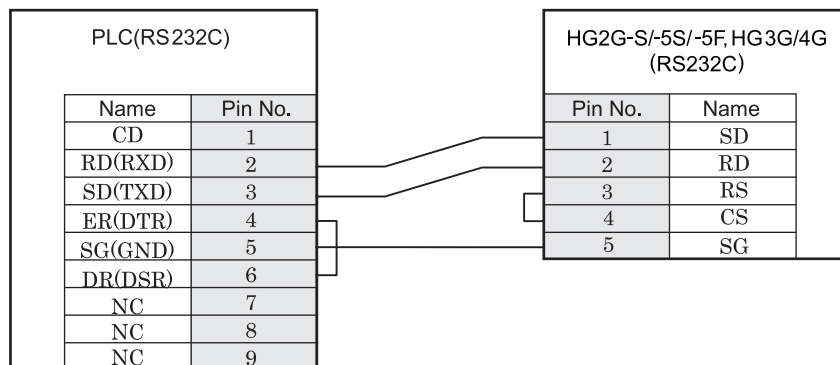 PLC(RS232C)
Name Pin No.
CD 1
RD(RXD) 2
SD(TXD) 3
ER(DTR) 4
SG(GND) 5
DR(DSR) 6
NC 7
NC 8
NC 9
HG2G-S/-5S/-5F, HG3G/4G
(RS232C)
Pin No. Name
1 SD
2 RD
3 RS
4 CS
5 SG